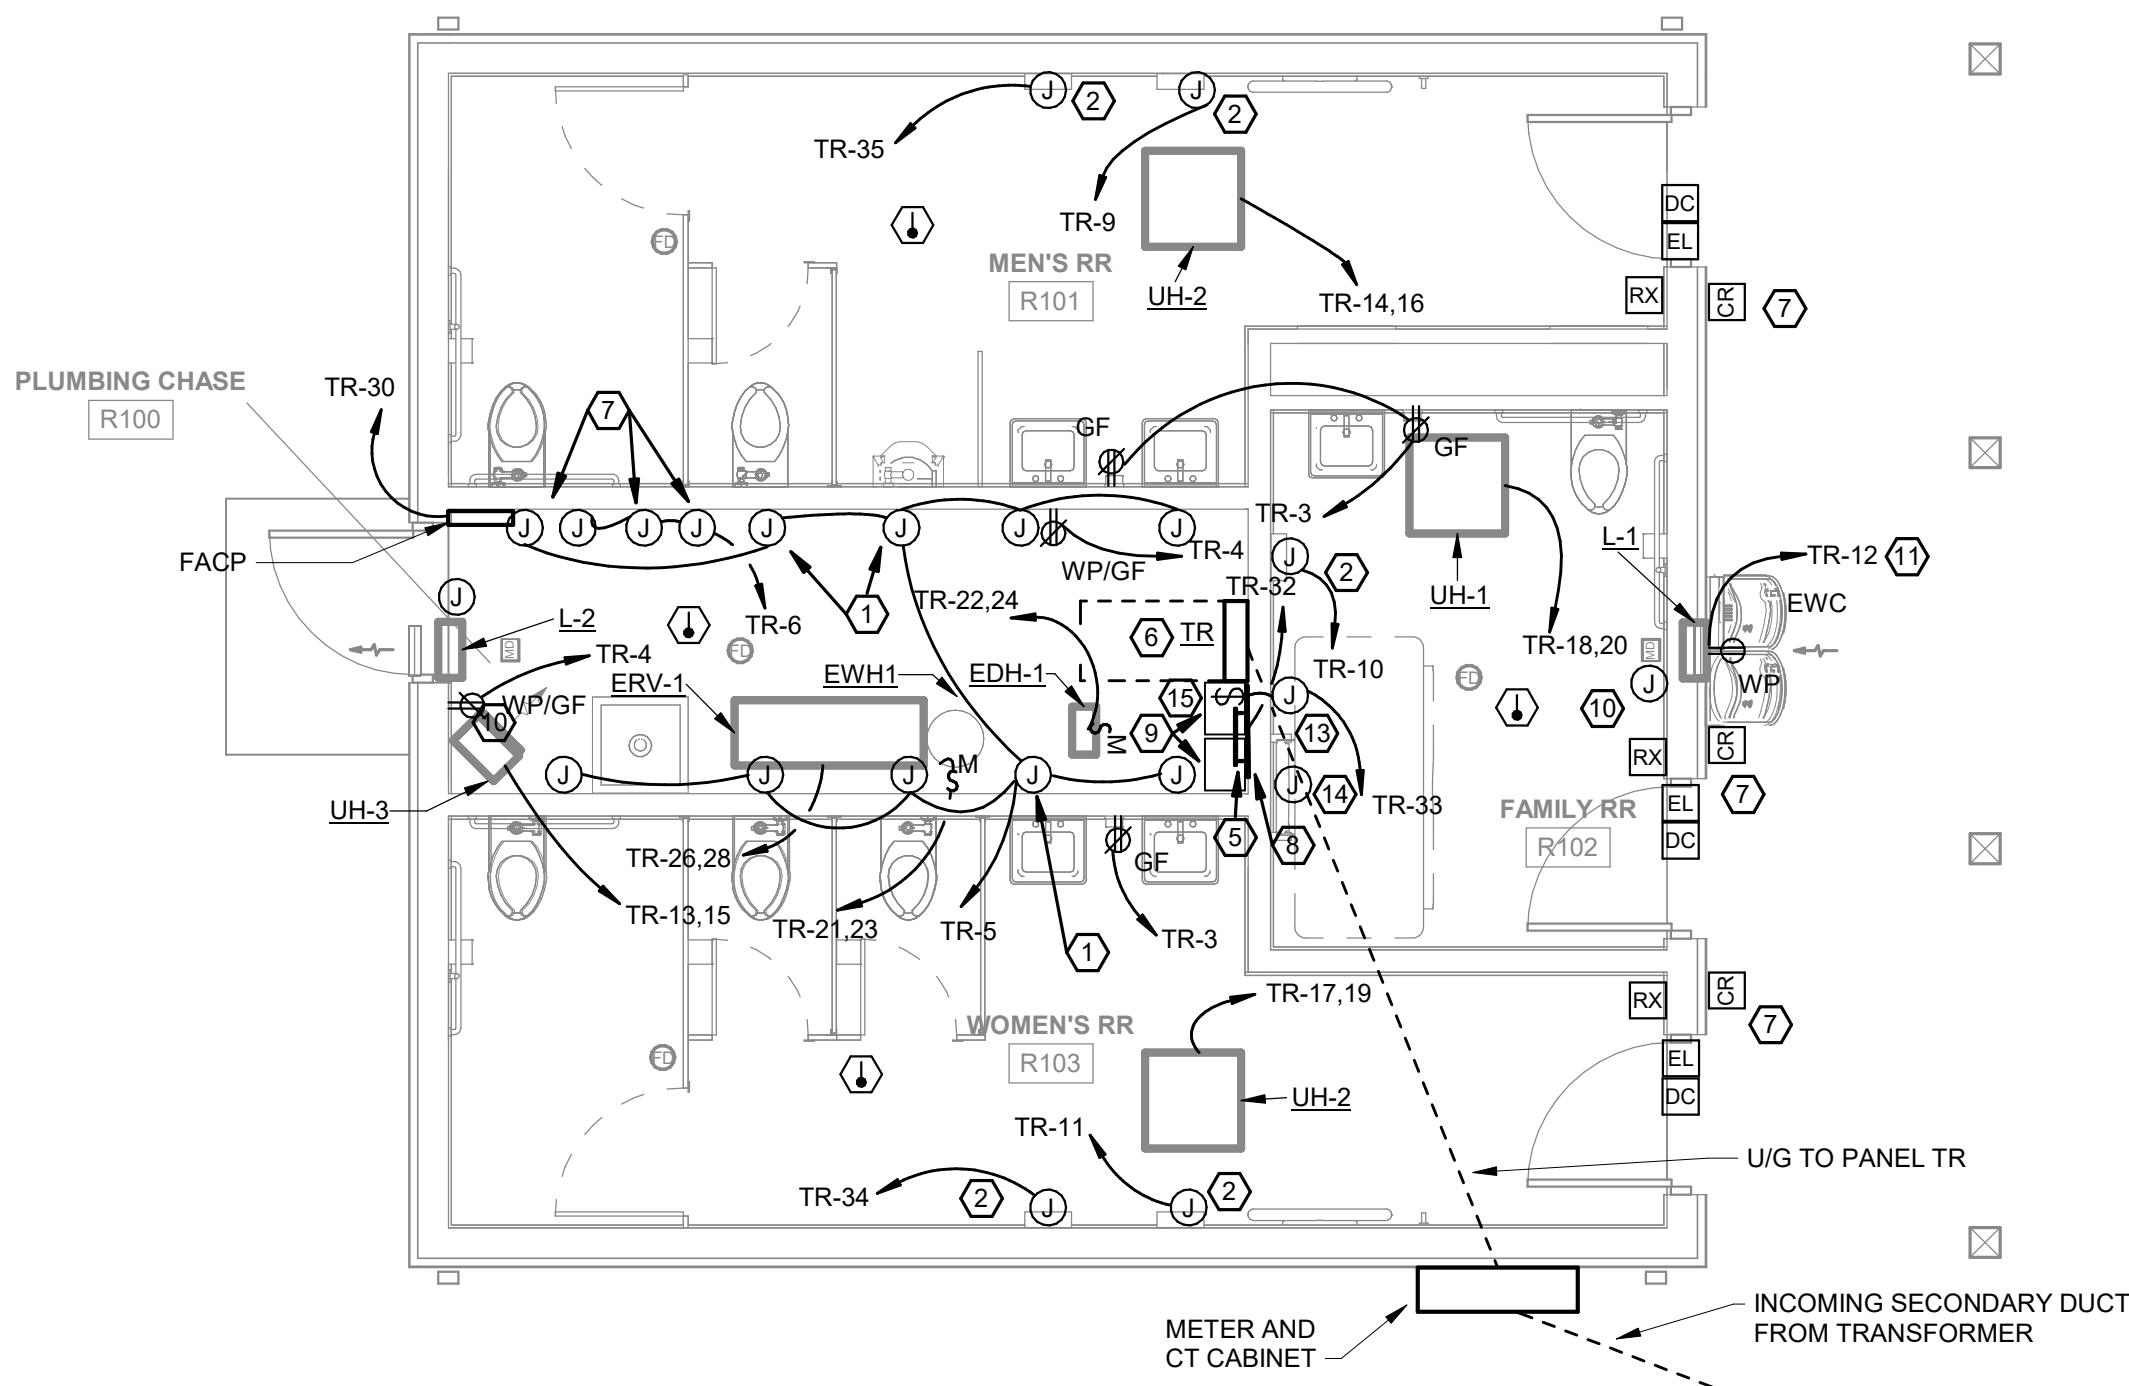 J
2
J
2
TR-35
TR-9
DC
EL
FD
MEN'S RR
R101
UH-2
TR-14,16
RX
CR
7
PLUMBING CHASE
R100
TR-30
7
GF
GF
TR-3
FACP
J
J
J
J
J
J
J
J
TR-4
WP/GF
J
2
L-1
TR-12
11
EWC
J
L-2
MD
TR-6
1
TR-22,24
TR-32
UH-1
6
TR
TR-10
TR-18,20
MD
TR-4
FD
EWH1
EDH-1
ERV-1
FD
J
10
WP
WP/GF
10
15
$
J
13
$
M
9
RX
CR
7
J
J
J
$
M
J
J
J
14
TR-33
UH-3
FAMILY RR
R102
EL
DC
5
8
GF
TR-26,28
TR-13,15
TR-21,23
TR-5
TR-3
1
TR-17,19
RX
CR
7
WOMEN'S RR
R103
FD
EL
DC
UH-2
TR-11
TR-34
2
J
J
2
U/G TO PANEL TR
METER AND
CT CABINET
INCOMING SECONDARY DUCT
FROM TRANSFORMER